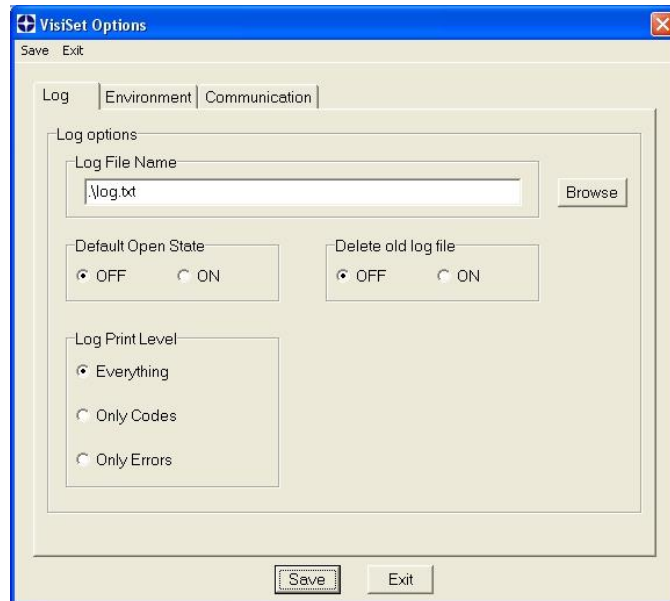 VisiSet Options
Save Exit
Log Environment Communication
Log options
Log File Name
.\log.txt
Browse
Default Open State
Delete old log file
OFF ON
OFF ON
Log Print Level
Everything
Only Codes
Only Errors
Save Exit